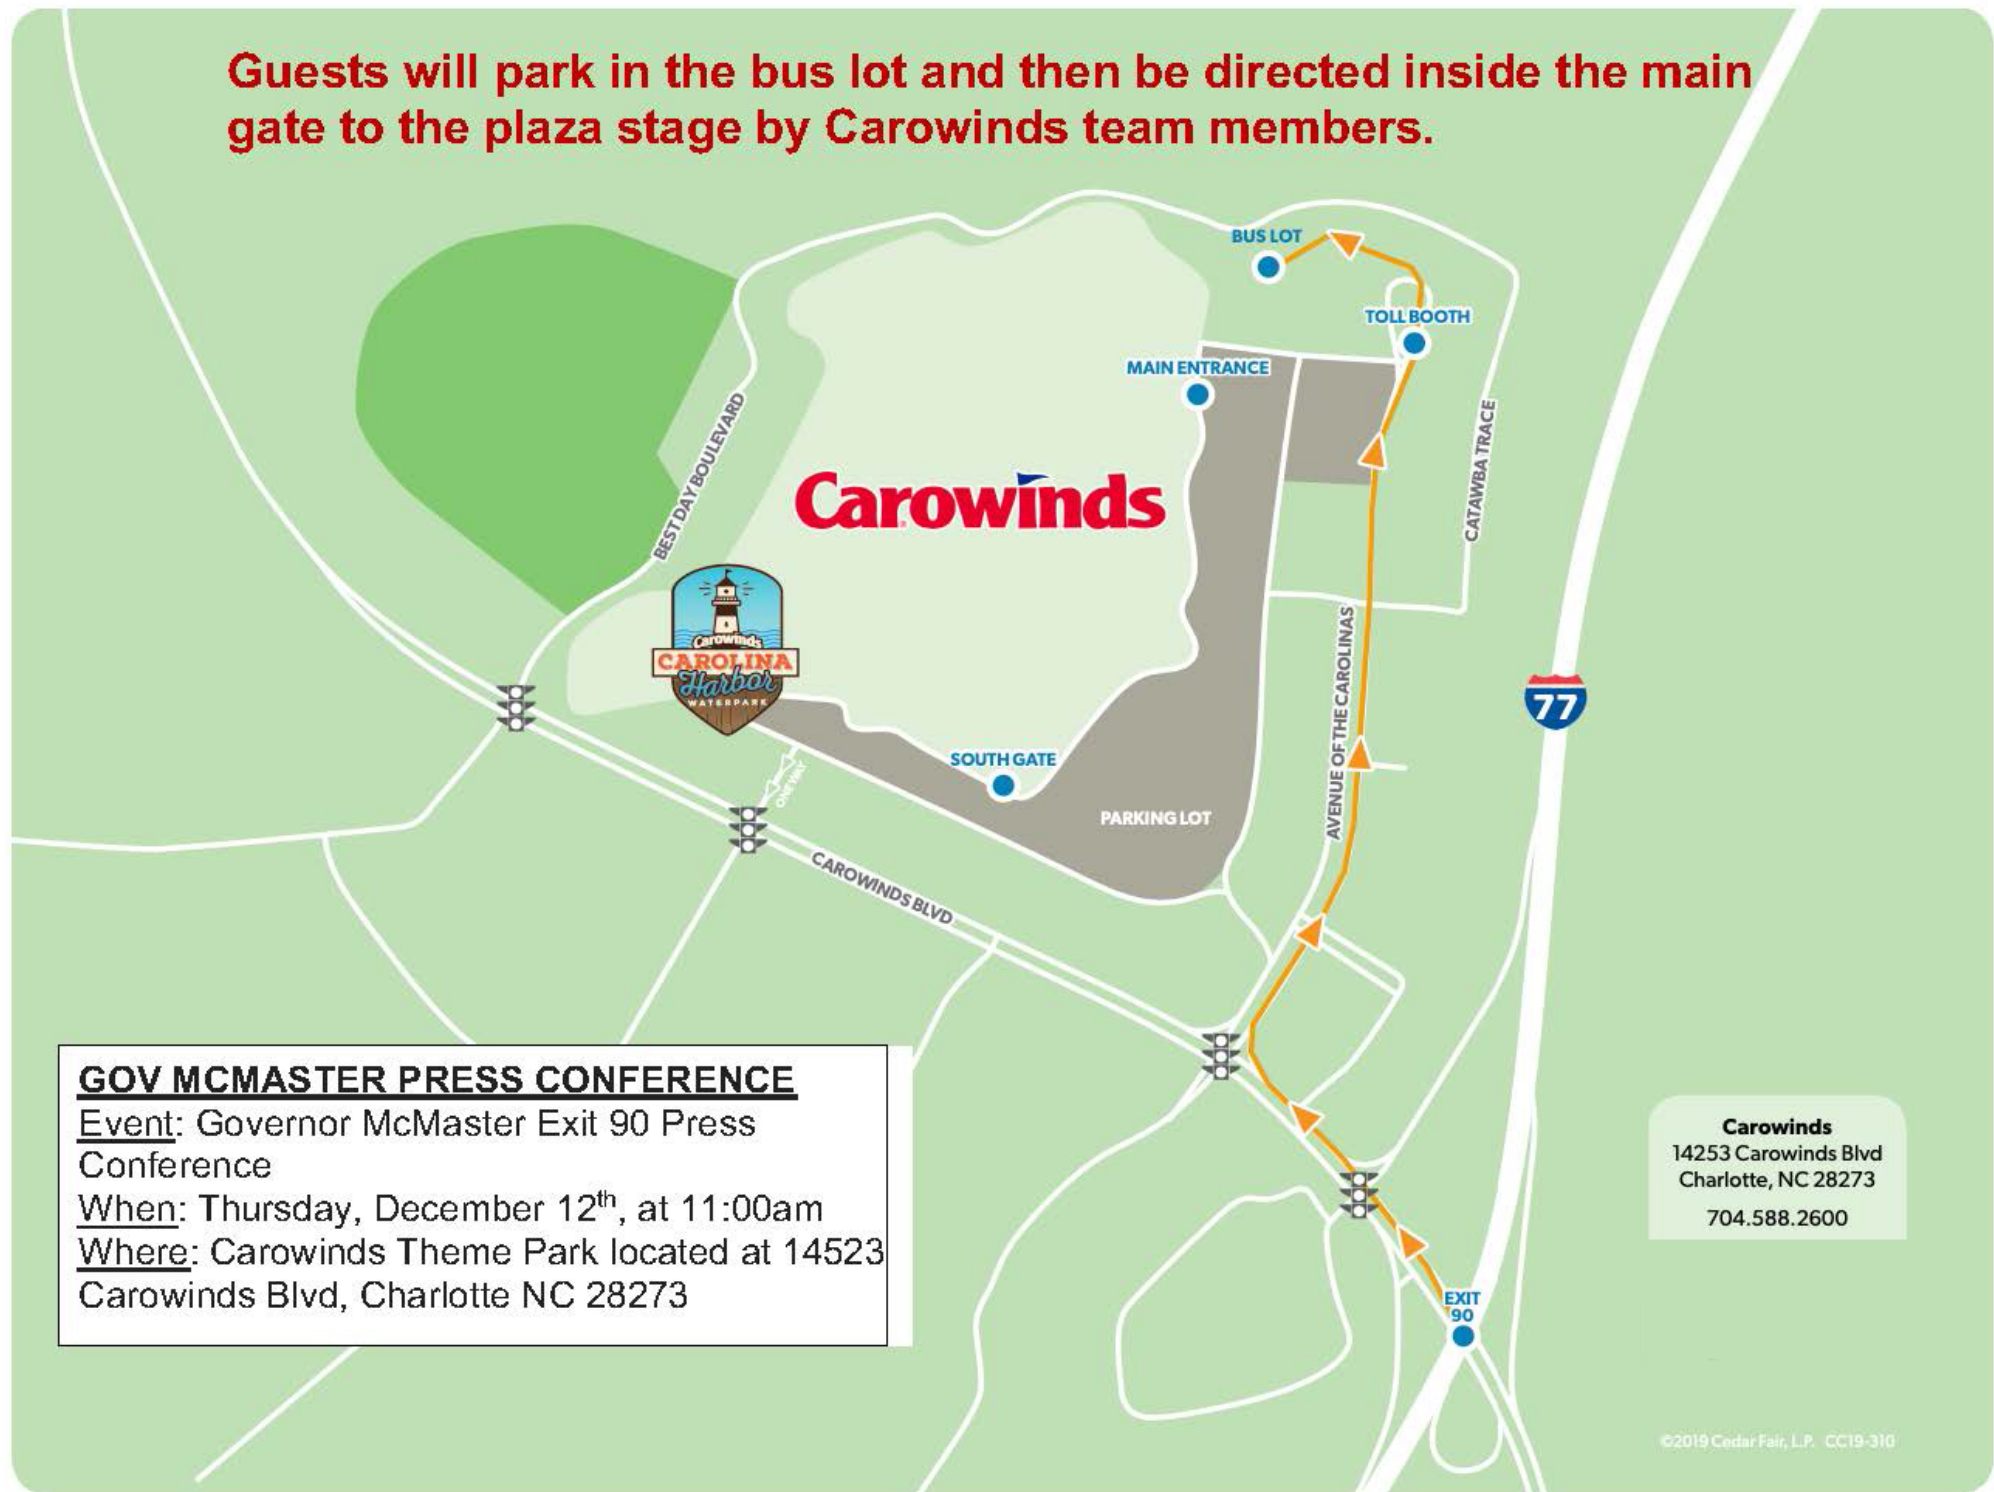 Guests will park in the bus lot and then be directed inside the main
gate to the plaza stage by Carowinds team members.
BUS LOT
TOLL BOOTH
MAIN ENTRANCE
BEST DAY BOULEVARD
CATAWBA TRACE
Carowinds
Carowinds
CAROLINA
Harbor
WATERPARK
AVENUE OF THE CAROLINAS
77
SOUTH GATE
ONE WAY
PARKING LOT
CAROWINDS BLVD
GOV MCMASTER PRESS CONFERENCE
Event: Governor McMaster Exit 90 Press
Conference
When: Thursday, December 12th, at 11:00am
Where: Carowinds Theme Park located at 14523
Carowinds Blvd, Charlotte NC 28273
Carowinds
14253 Carowinds Blvd
Charlotte, NC 28273
704.588.2600
EXIT
90
©2019 Cedar Fair, L.P. CC19-310